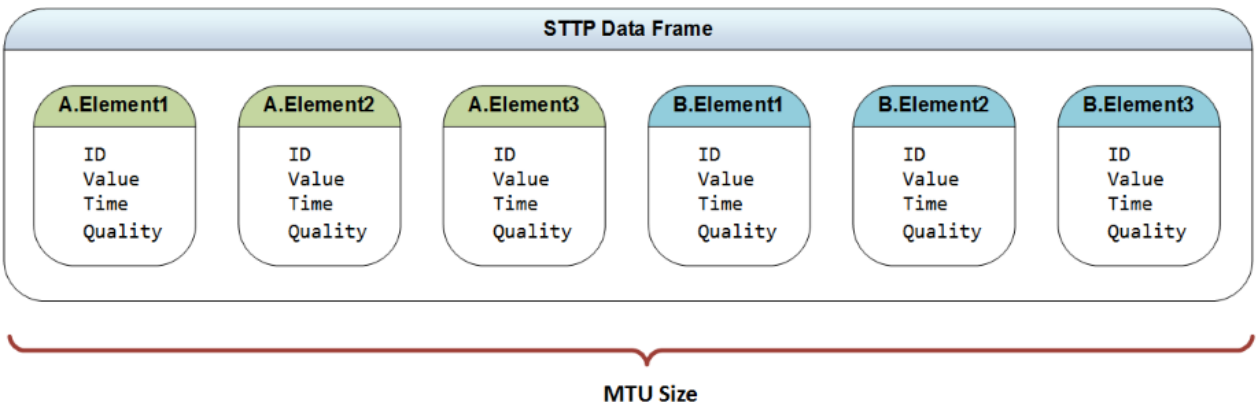 STTP Data Frame
A.Element1
ID
Value
Time
Quality
A.Element2
ID
Value
Time
Quality
A.Element3
ID
Value
Time
Quality
B.Element1
ID
Value
Time
Quality
B.Element2
ID
Value
Time
Quality
B.Element3
ID
Value
Time
Quality
MTU Size